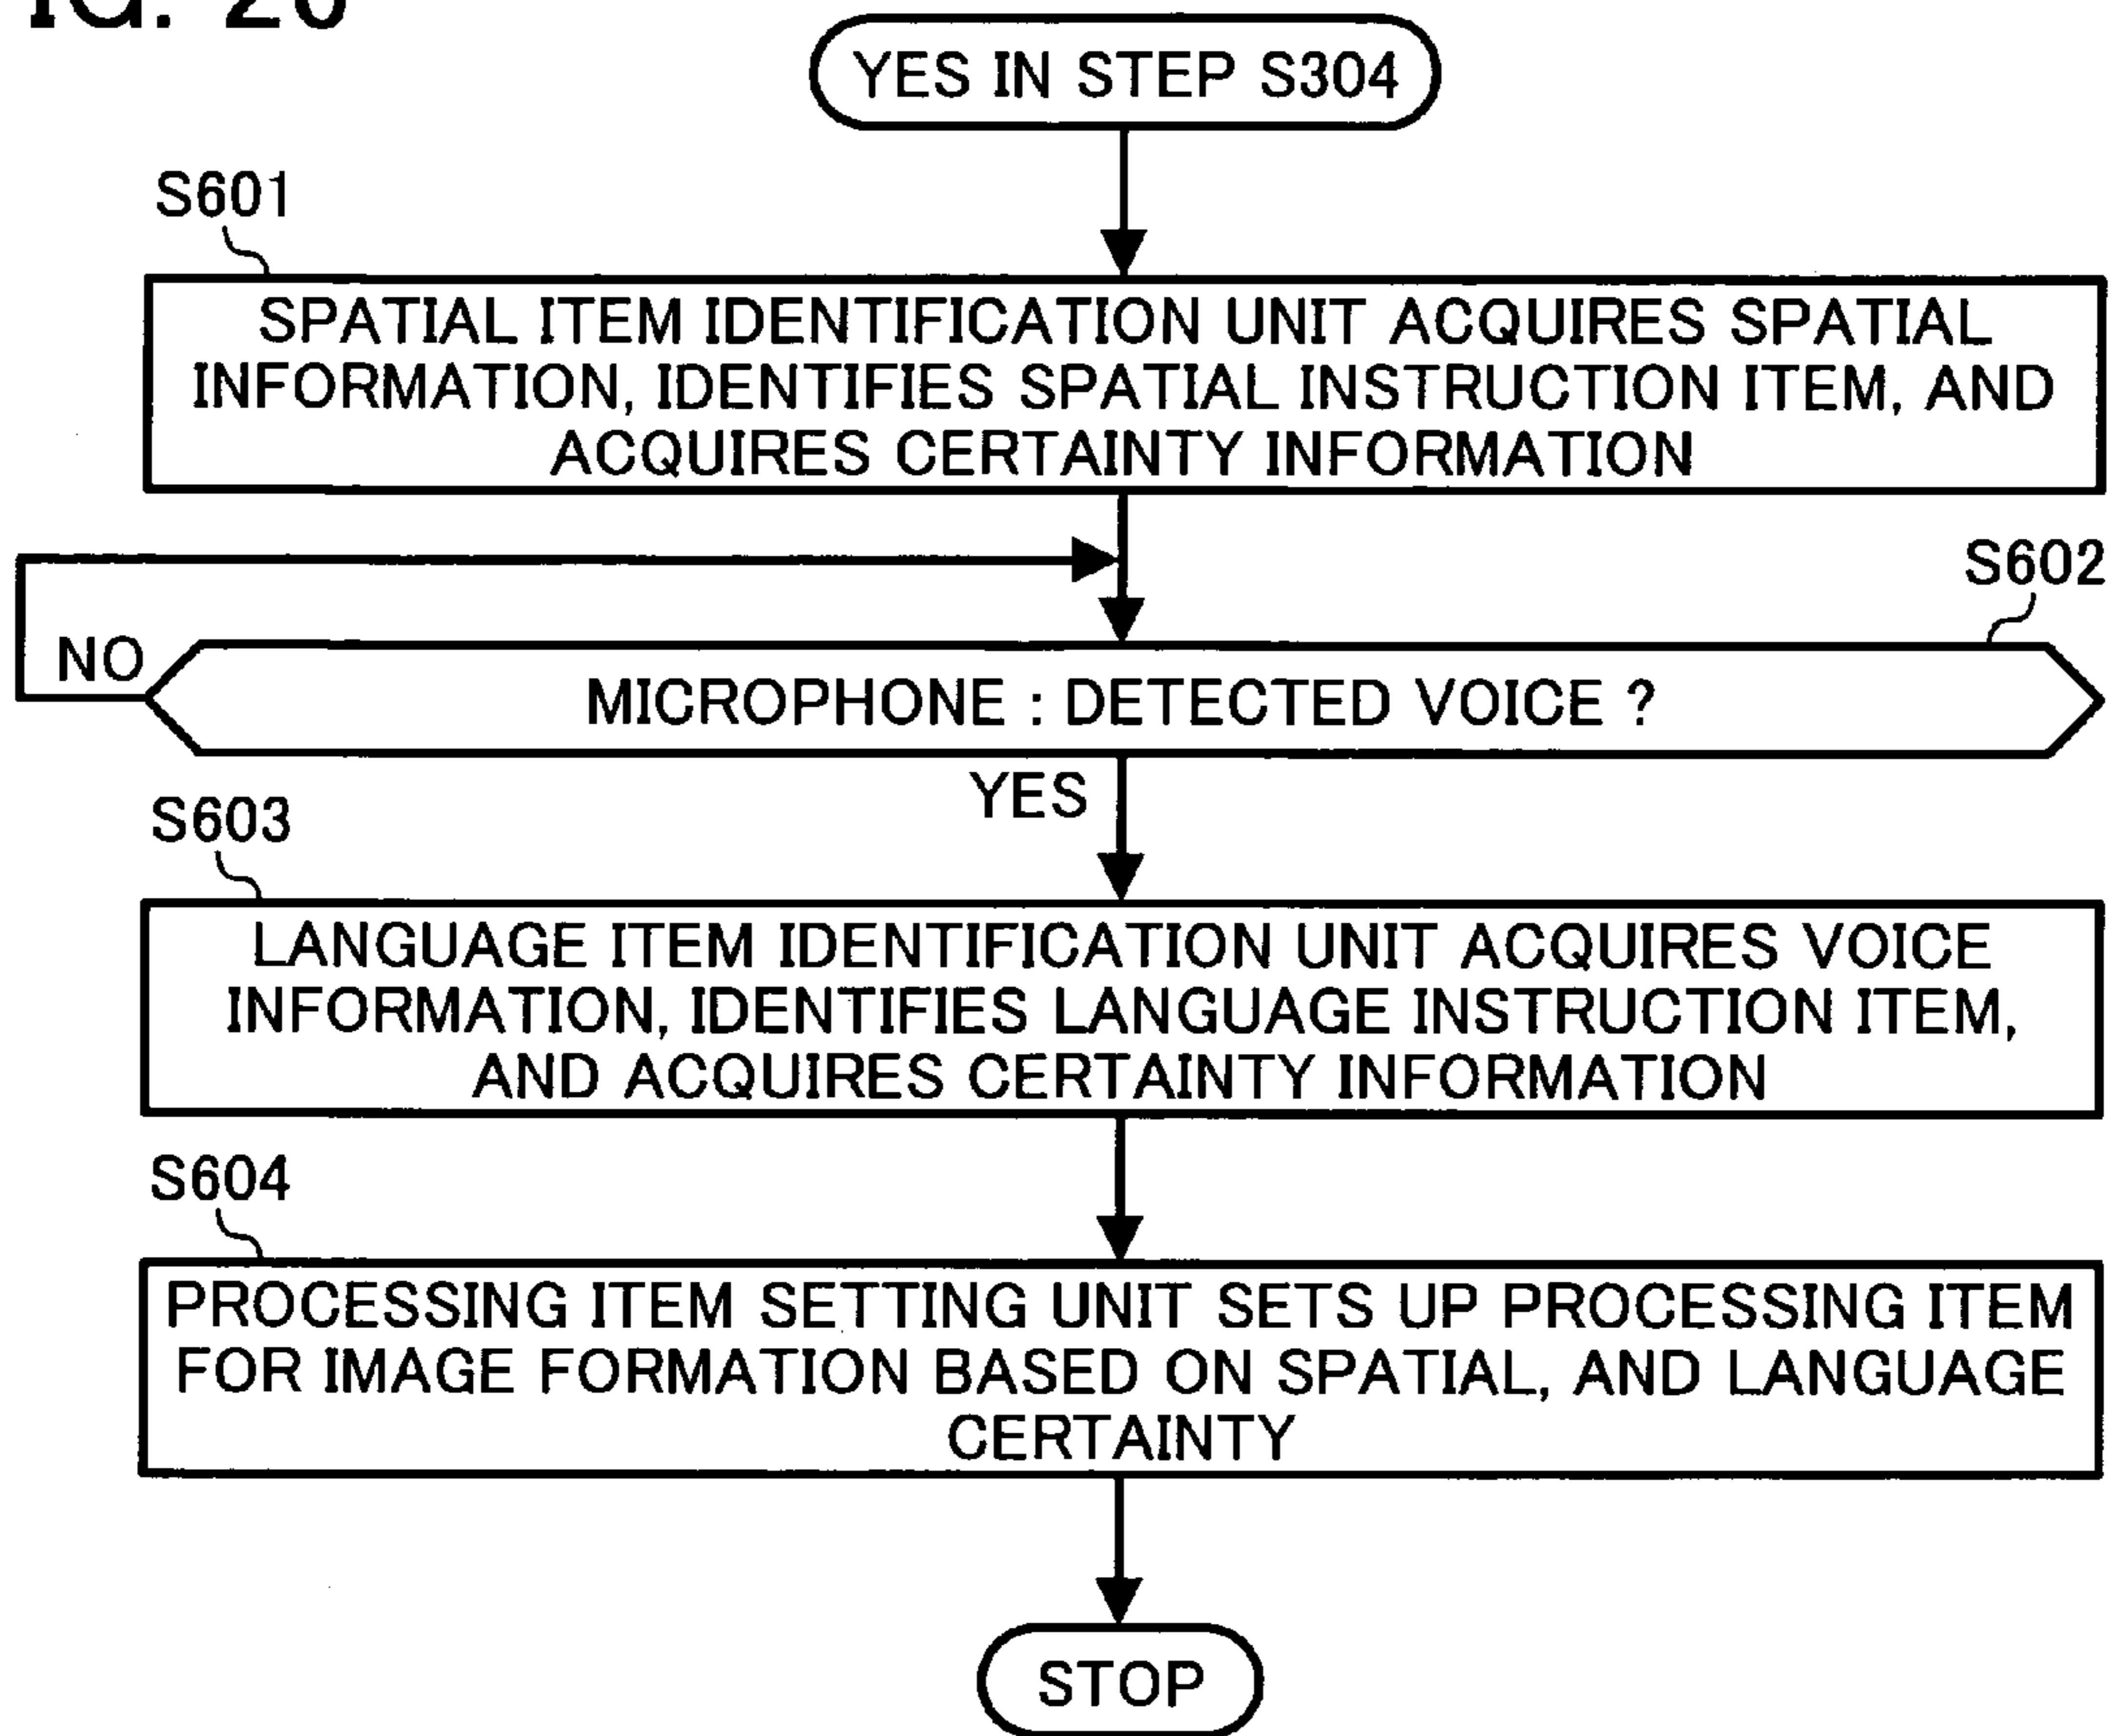 FIG. 26
YES IN STEP S304
S601
SPATIAL ITEM IDENTIFICATION UNIT ACQUIRES SPATIAL
INFORMATION, IDENTIFIES SPATIAL INSTRUCTION ITEM, AND
ACQUIRES CERTAINTY INFORMATION
S602
NO
MICROPHONE : DETECTED VOICE ?
YES
S603
LANGUAGE ITEM IDENTIFICATION UNIT ACQUIRES VOICE
INFORMATION, IDENTIFIES LANGUAGE INSTRUCTION ITEM,
AND ACQUIRES CERTAINTY INFORMATION
S604
PROCESSING ITEM SETTING UNIT SETS UP PROCESSING ITEM
FOR IMAGE FORMATION BASED ON SPATIAL, AND LANGUAGE
CERTAINTY
STOP